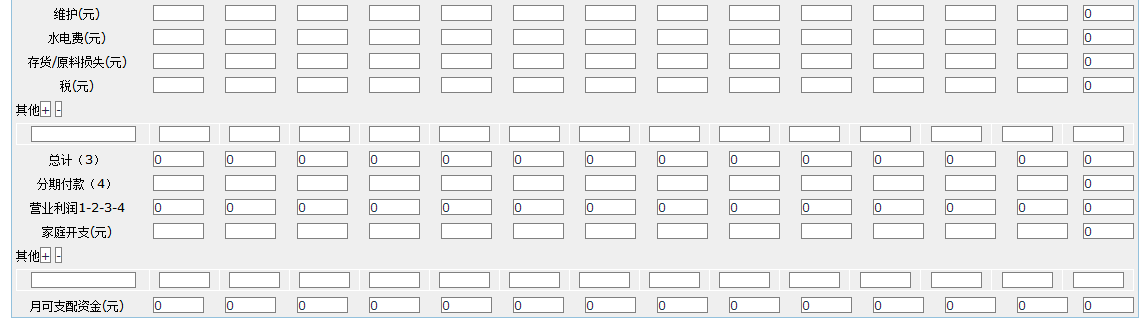 维护(元) 0
水电费(元) 0
存货/原料损失(元) 0
税(元) 0
其他 + -
总计（3） 0 0 0 0 0 0 0 0 0 0 0 0 0 0
分期付款（4） 0
营业利润1-2-3-4 0 0 0 0 0 0 0 0 0 0 0 0 0 0
家庭开支(元) 0
其他 + -
月可支配资金(元) 0 0 0 0 0 0 0 0 0 0 0 0 0 0